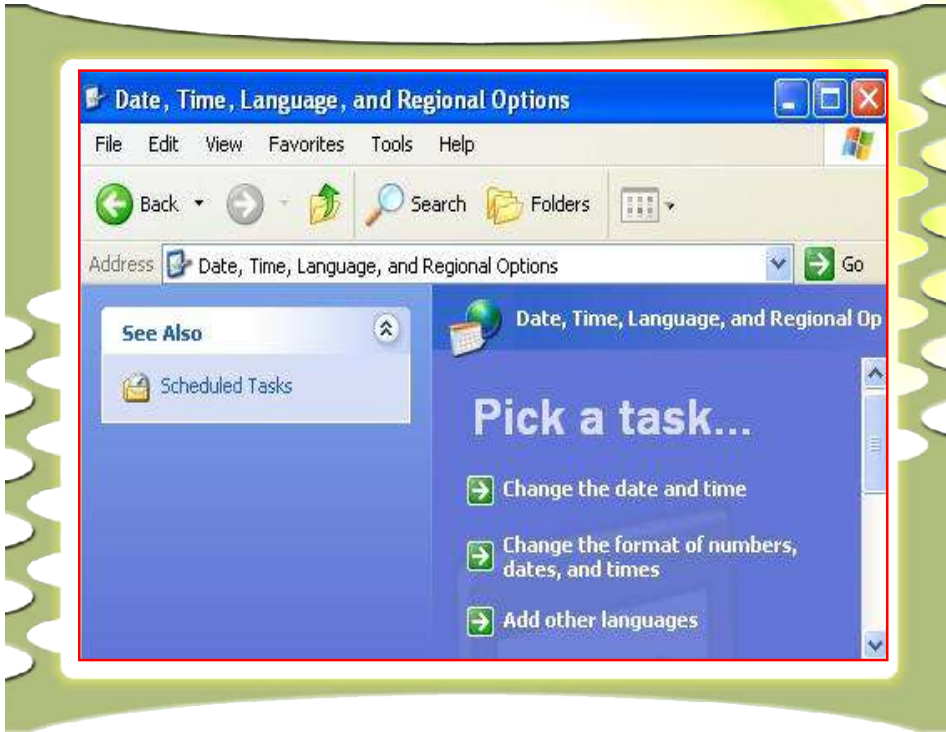 Date, Time, Language, and Regional Options
File Edit View Favorites Tools Help
Back Search Folders
Address Date, Time, Language, and Regional Options Go
See Also
Scheduled Tasks
Date, Time, Language, and Regional Op
Pick a task...
Change the date and time
Change the format of numbers,
dates, and times
Add other languages